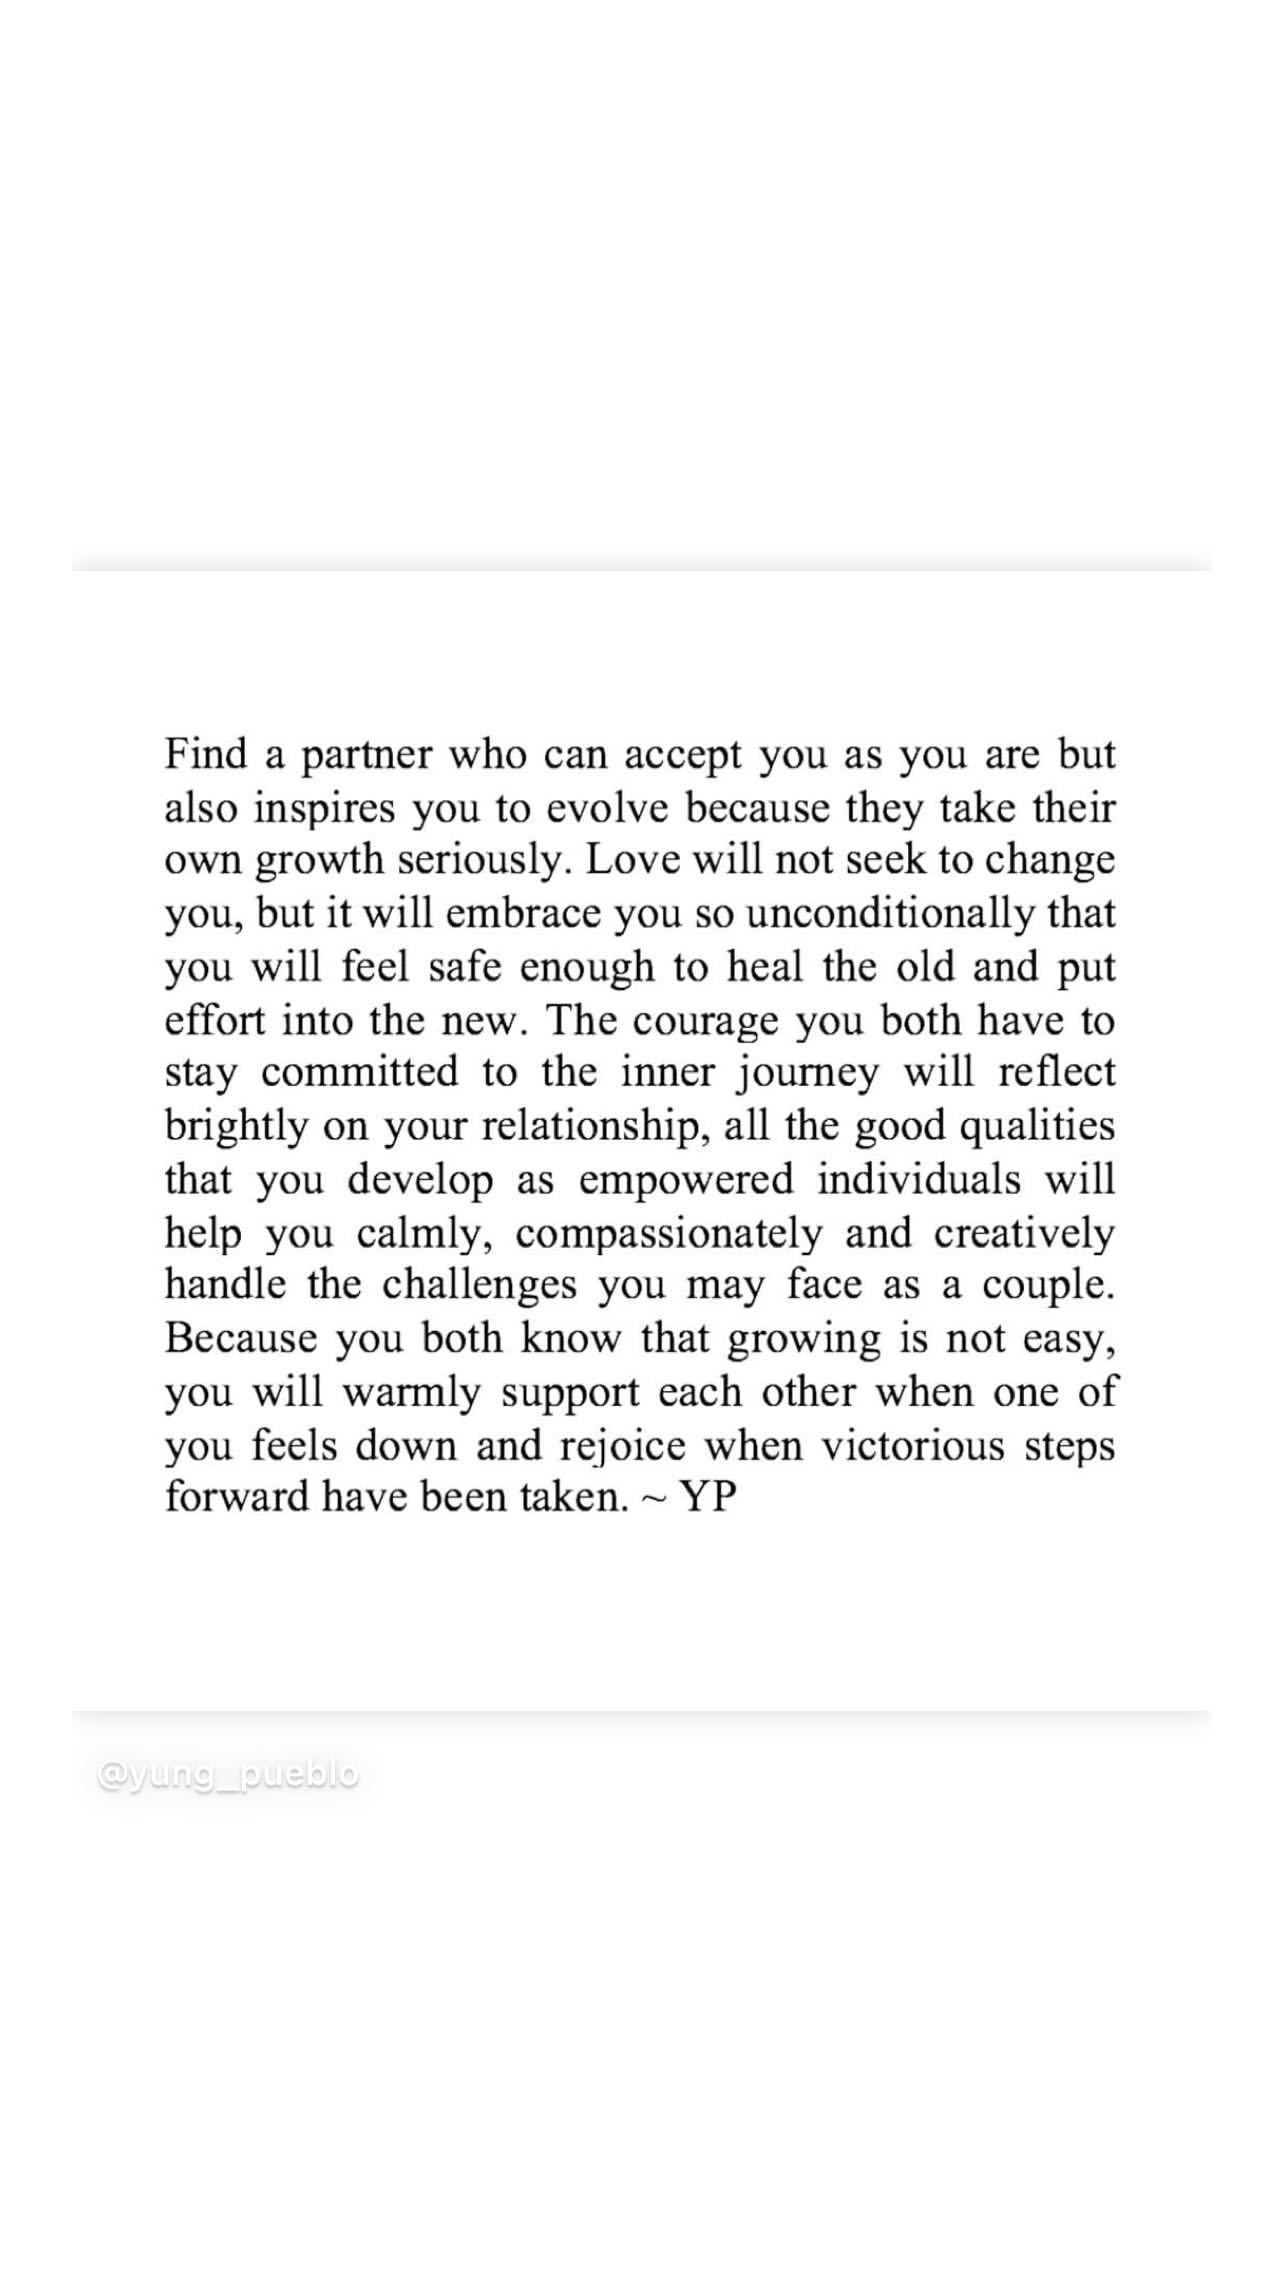 Find a partner who can accept you as you are but
also inspires you to evolve because they take their
own growth seriously. Love will not seek to change
you, but it will embrace you so unconditionally that
you will feel safe enough to heal the old and put
effort into the new. The courage you both have to
stay committed to the inner journey will reflect
brightly on your relationship, all the good qualities
that you develop as empowered individuals will
help you calmly, compassionately and creatively
handle the challenges you may face as a couple.
Because you both know that growing is not easy,
you will warmly support each other when one of
you feels down and rejoice when victorious steps
forward have been taken. ~ YP
@yung_pueblo